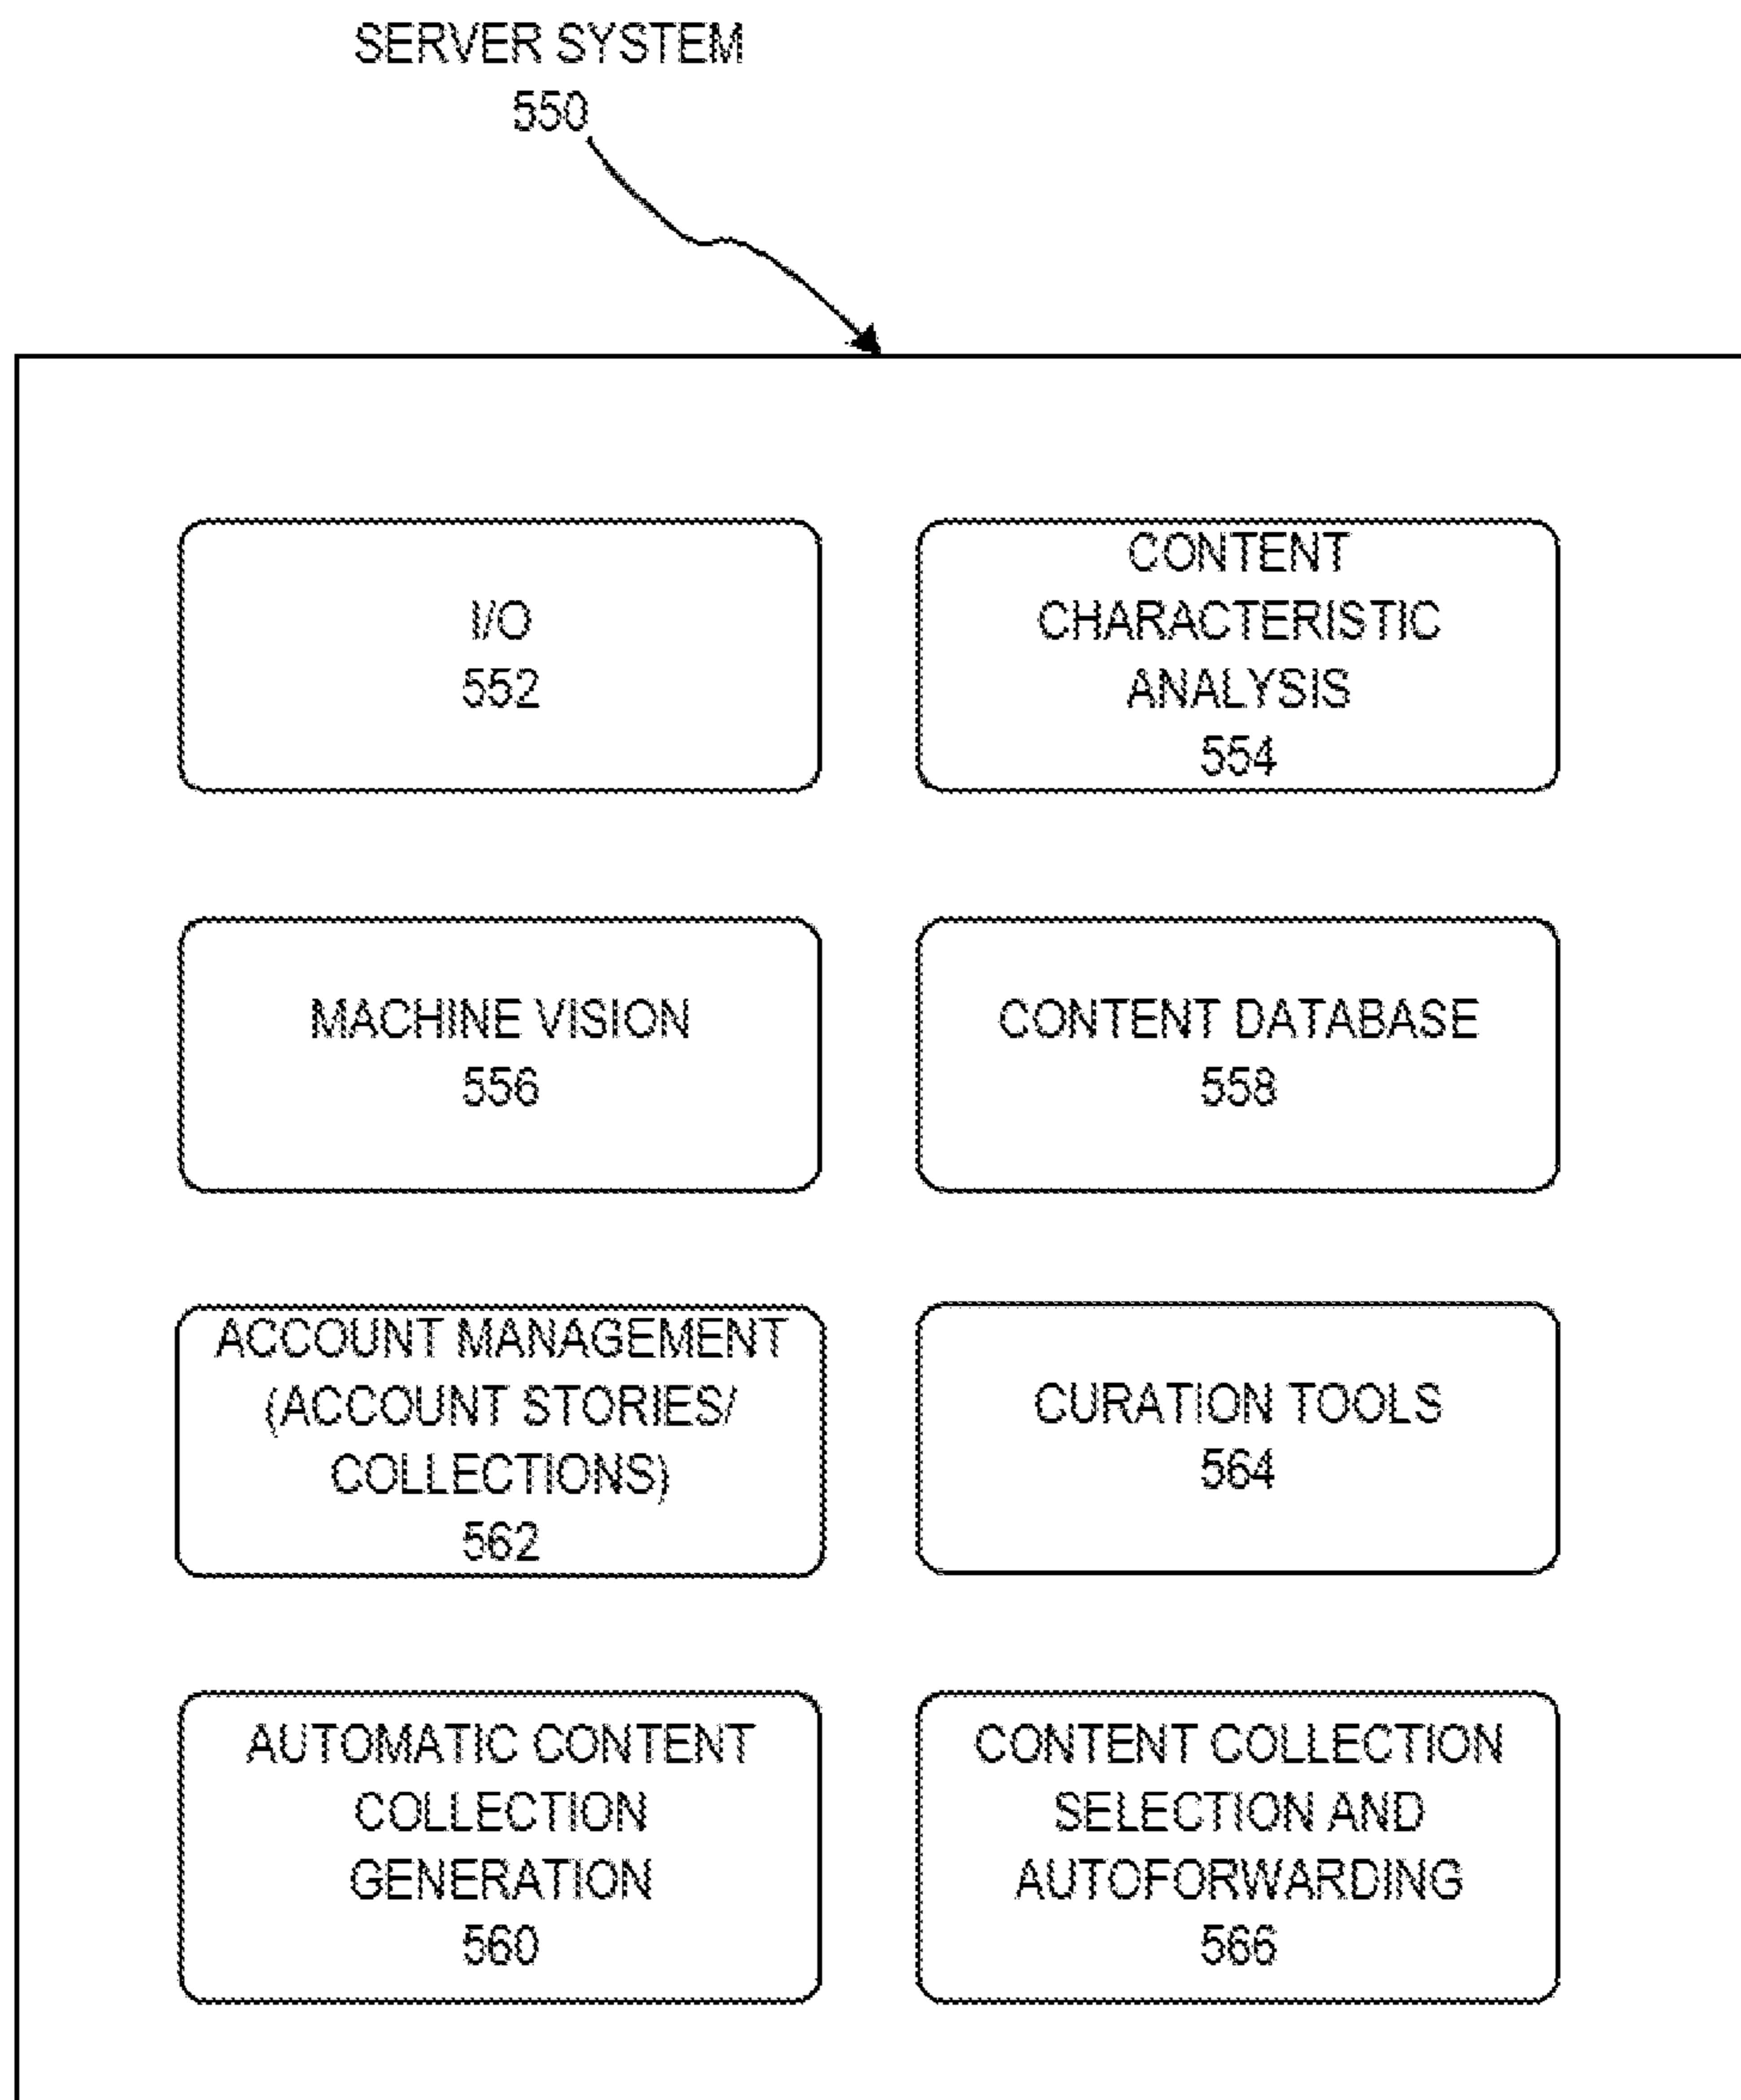 SERVER SYSTEM
550
I/O
552
CONTENT
CHARACTERISTIC
ANALYSIS
554
MACHINE VISION
556
CONTENT DATABASE
558
ACCOUNT MANAGEMENT
(ACCOUNT STORIES/
COLLECTIONS)
562
CURATION TOOLS
564
AUTOMATIC CONTENT
COLLECTION
GENERATION
560
CONTENT COLLECTION
SELECTION AND
AUTOFORWARDING
566